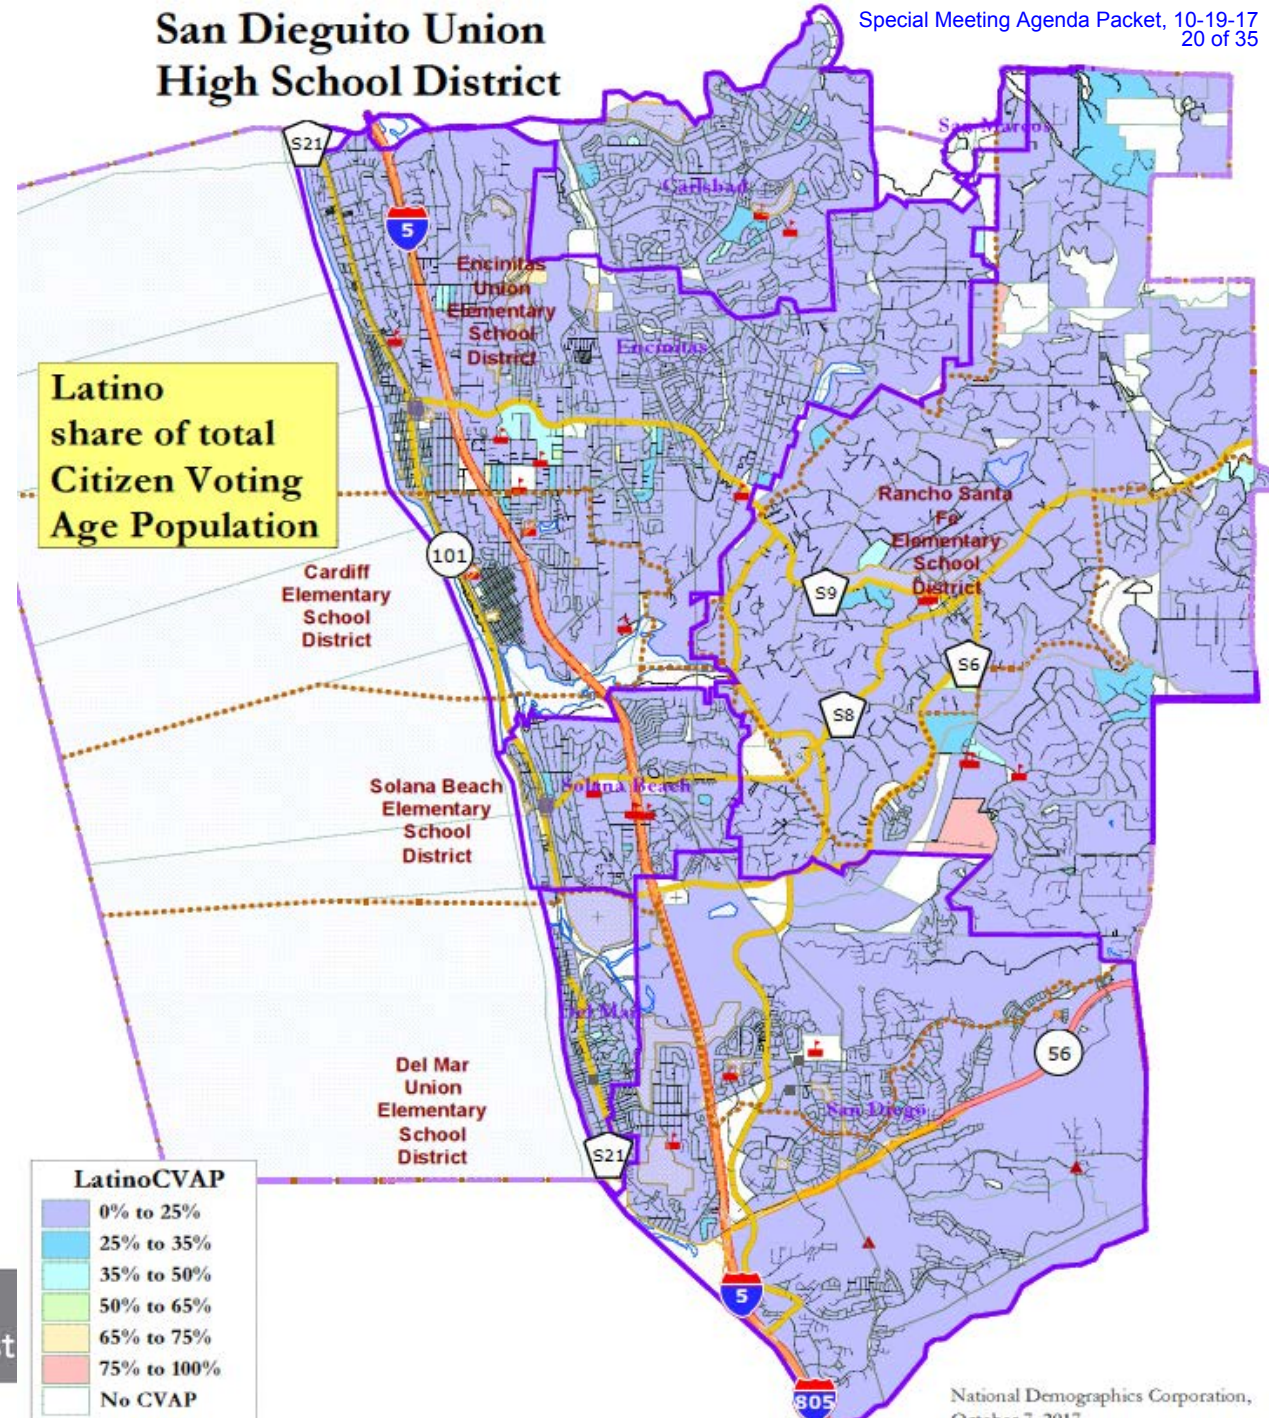 San Dieguito Union
High School District
Special Meeting Agenda Packet, 10-19-17
20 of 35
S21
San Marcos
Carlsbad
5
Encinitas
Union
Elementary
School
District
Encinitas
Latino
share of total
Citizen Voting
Age Population
Rancho Santa
Fe
Elementary
School
District
101
Cardiff
Elementary
School
District
S9
S6
S8
Solana Beach
Elementary
School
District
Solana Beach
Del Mar
56
Del Mar
Union
Elementary
School
District
San Diego
S21
LatinoCVAP
0% to 25%
25% to 35%
35% to 50%
50% to 65%
65% to 75%
75% to 100%
No CVAP
5
805
National Demographics Corporation,
October 7, 2017